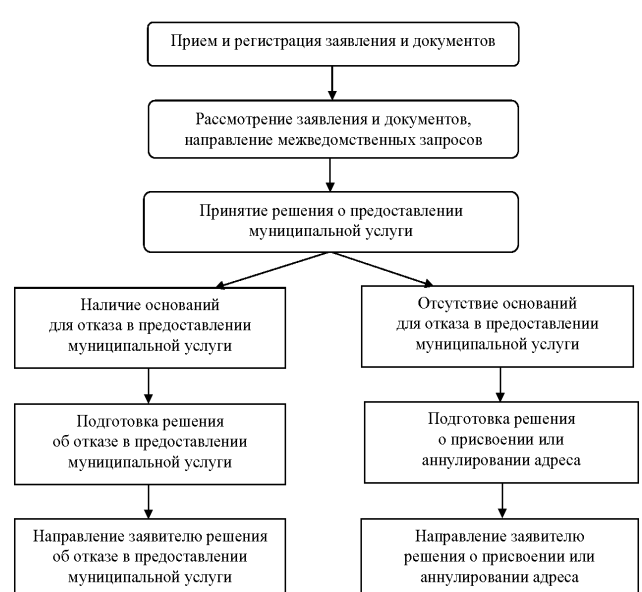 Прием и регистрация заявления и документов
Рассмотрение заявления и документов,
направление межведомственных запросов
Принятие решения о предоставлении
муниципальной услуги
Наличие оснований
для отказа в предоставлении
муниципальной услуги
Отсутствие оснований
для отказа в предоставлении
муниципальной услуги
Подготовка решения
об отказе в предоставлении
муниципальной услуги
Подготовка решения
о присвоении или
аннулировании адреса
Направление заявителю решения
об отказе в предоставлении
муниципальной услуги
Направление заявителю
решения о присвоении или
аннулировании адреса